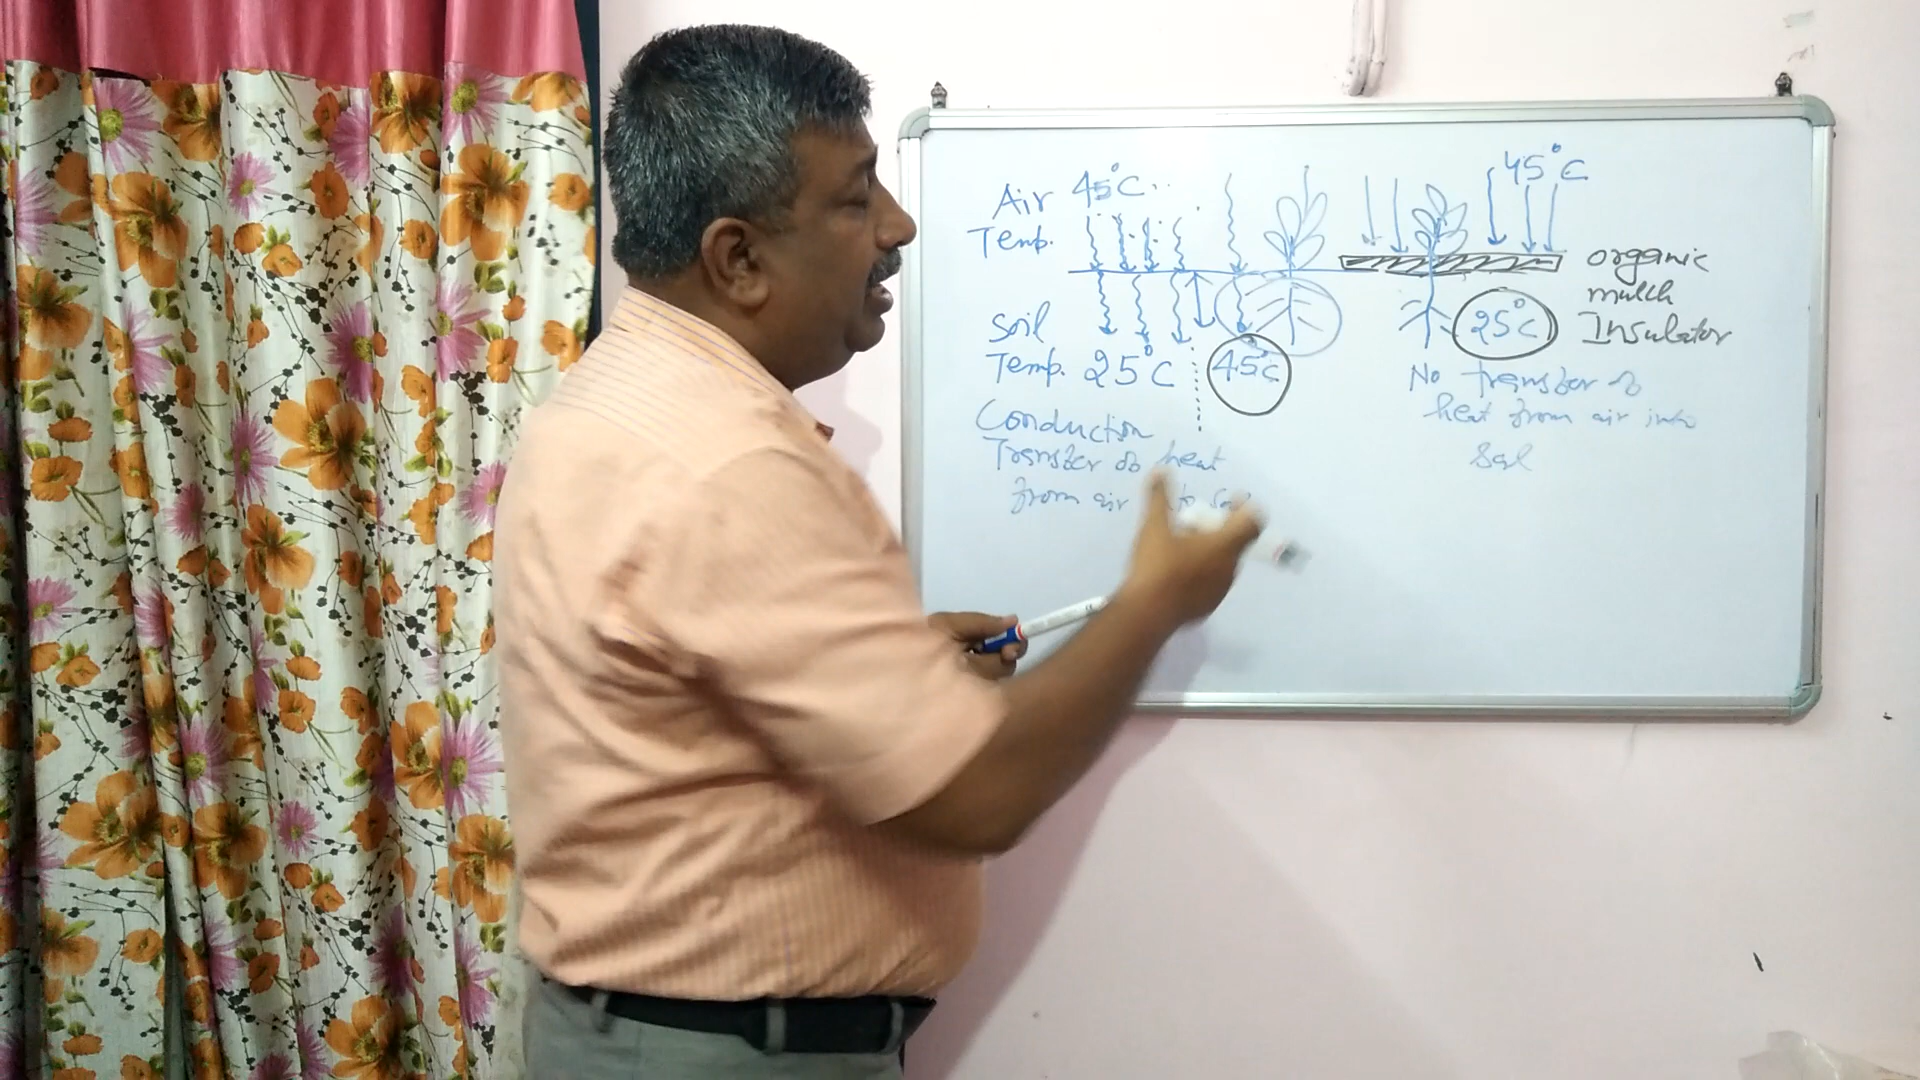 Air 45°C
Temp.
Soil
Temp. 25°C
45°C
Conduction
Transfer of heat
from air to
45°C
organic
mulch
Insulator
25°C
No transfer of
heat from air into
Soil